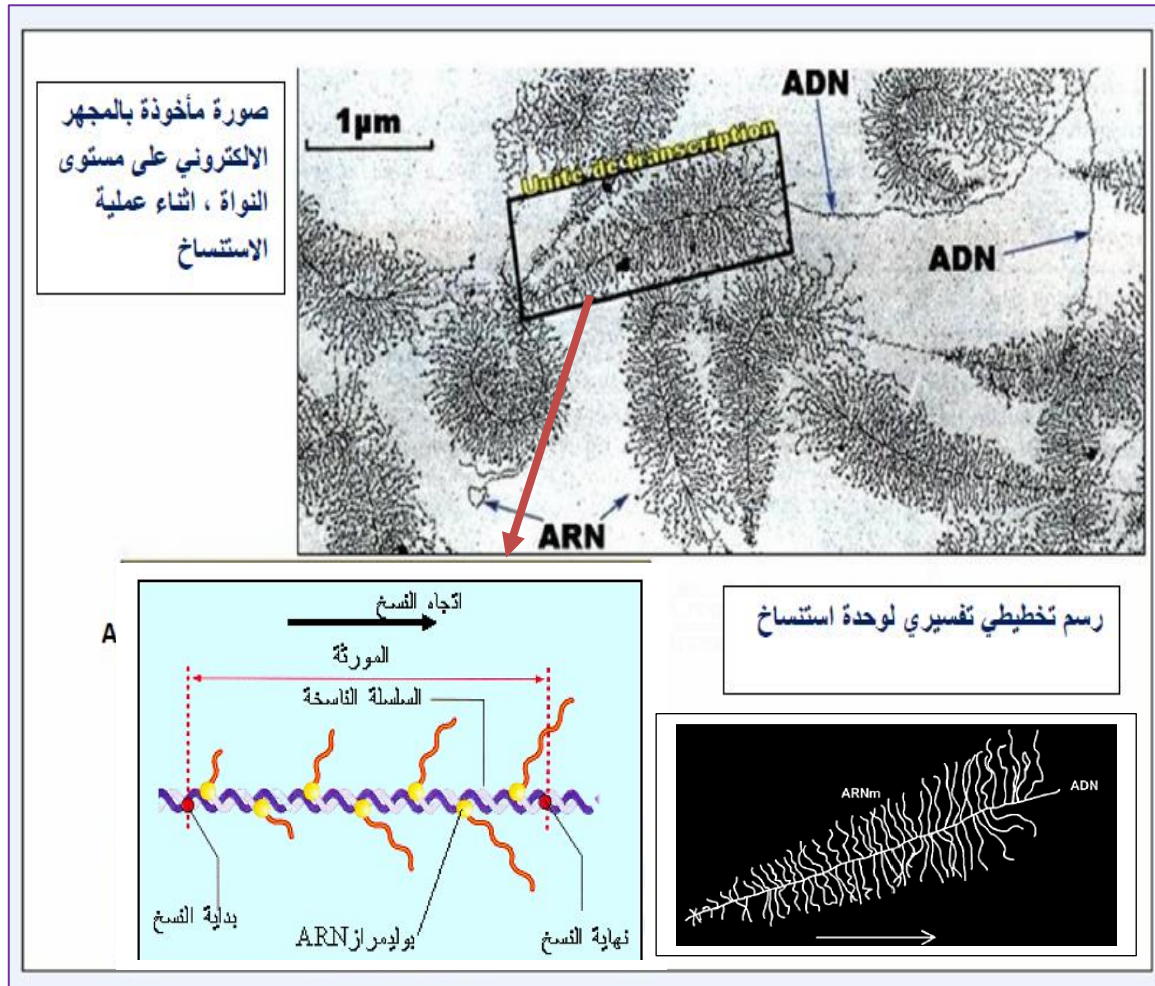 صورة مأخوذة بالمجهر
الالكتروني على مستوى
النواة ، اثناء عملية
الاستنساخ
1µm
Unité de transcription
ADN
ADN
ARN
رسم تخطيطي تفسيري لوحدة استنساخ
A
اتجاه النسخ
المورثة
السلسلة الناسخة
بداية النسخ
بوليمراز ARN
نهاية النسخ
ARNm
ADN